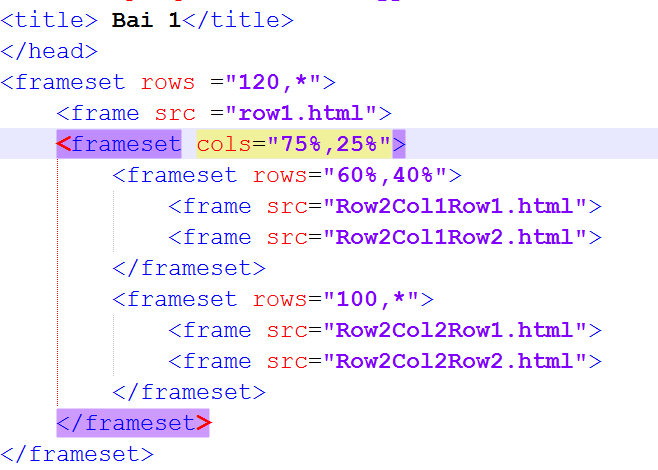 <title> Bai 1</title>
</head>
<frameset rows ="120,*">
<frame src ="row1.html">
<frameset cols="75%,25%">
<frameset rows="60%,40%">
<frame src="Row2Col1Row1.html">
<frame src="Row2Col1Row2.html">
</frameset>
<frameset rows="100,*">
<frame src="Row2Col2Row1.html">
<frame src="Row2Col2Row2.html">
</frameset>
</frameset>
</frameset>